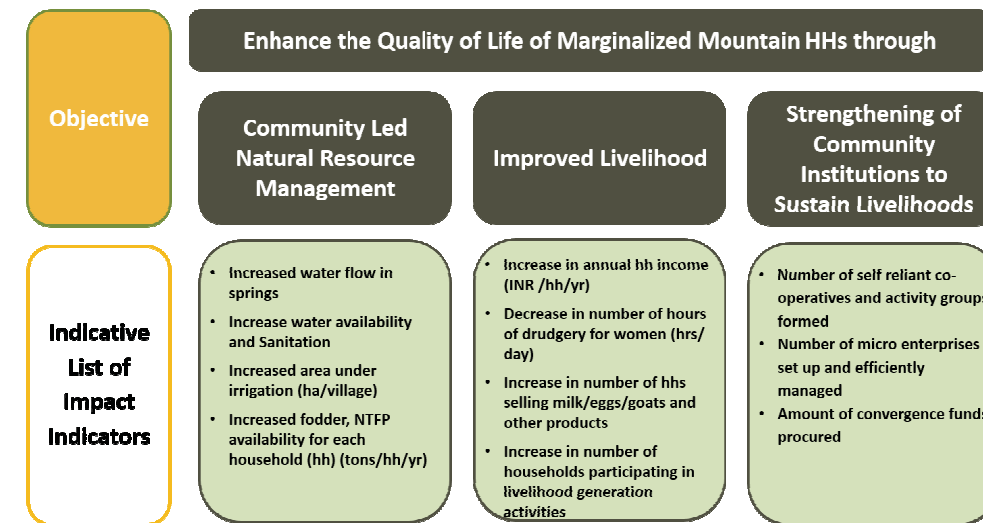 Objective
Enhance the Quality of Life of Marginalized Mountain HHs through
Community Led
Natural Resource
Management
Improved Livelihood
Strengthening of
Community
Institutions to
Sustain Livelihoods
Indicative
List of
Impact
Indicators
• Increased water flow in
springs
• Increase water availability
and Sanitation
• Increased area under
irrigation (ha/village)
• Increased fodder, NTFP
availability for each
household (hh) (tons/hh/yr)
• Increase in annual hh income
(INR /hh/yr)
• Decrease in number of hours
of drudgery for women (hrs/
day)
• Increase in number of hhs
selling milk/eggs/goats and
other products
• Increase in number of
households participating in
livelihood generation
activities
• Number of self reliant co-
operatives and activity groups
formed
• Number of micro enterprises
set up and efficiently
managed
• Amount of convergence funds
procured